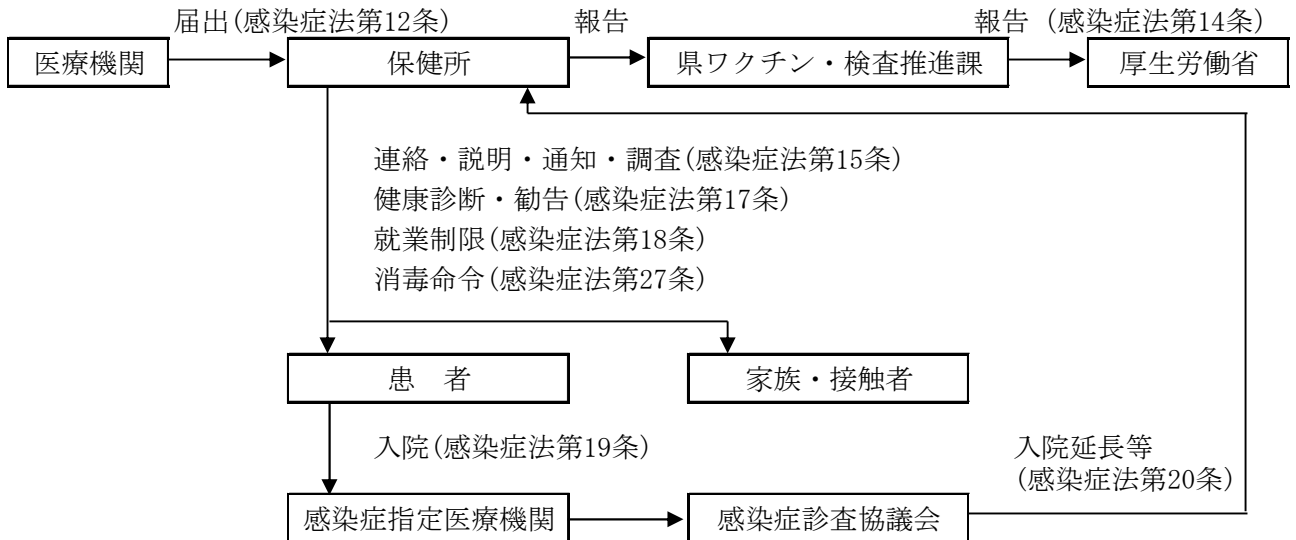 届出(感染症法第12条)
報告
報告 (感染症法第14条)
医療機関
保健所
県ワクチン・検査推進課
厚生労働省
連絡・説明・通知・調査(感染症法第15条)
健康診断・勧告(感染症法第17条)
就業制限(感染症法第18条)
消毒命令(感染症法第27条)
患　者
家族・接触者
入院(感染症法第19条)
入院延長等
(感染症法第20条)
感染症指定医療機関
感染症診査協議会